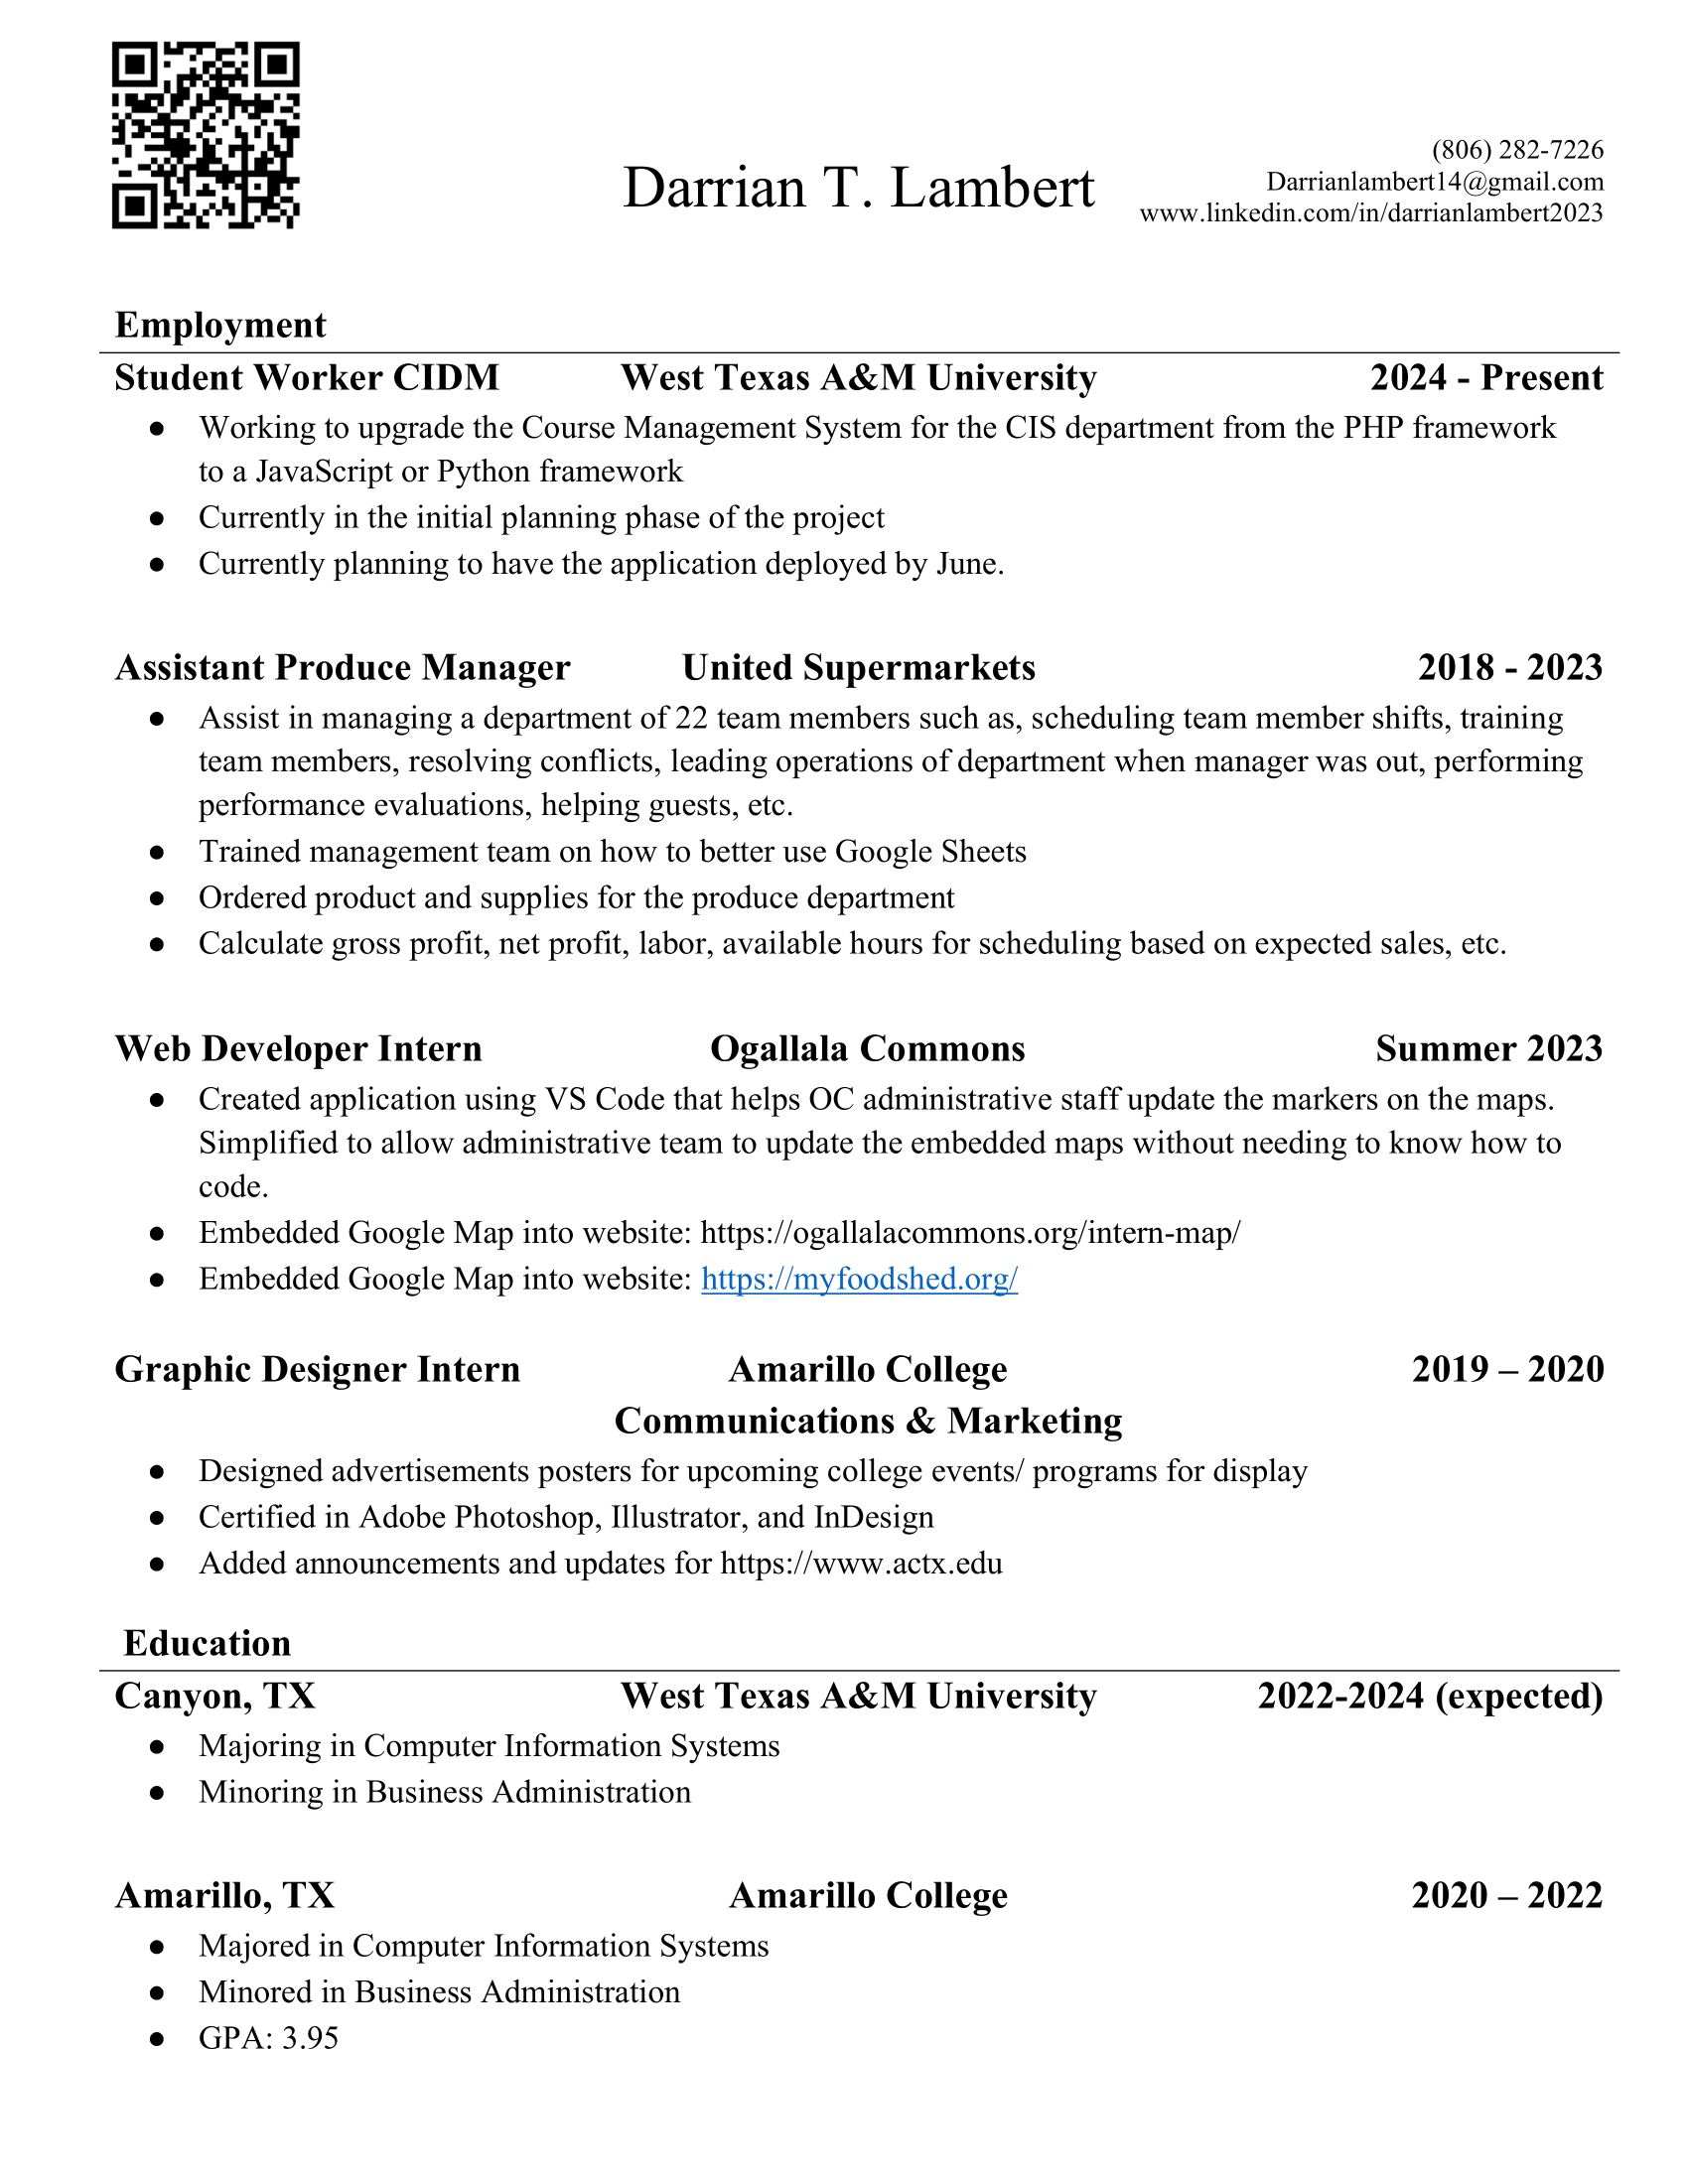 Darrian T. Lambert
(806) 282-7226
Darrianlambert14@gmail.com
www.linkedin.com/in/darrianlambert2023
Employment
Student Worker CIDM West Texas A&M University 2024 - Present
● Working to upgrade the Course Management System for the CIS department from the PHP framework
to a JavaScript or Python framework
● Currently in the initial planning phase of the project
● Currently planning to have the application deployed by June.
Assistant Produce Manager United Supermarkets 2018 - 2023
● Assist in managing a department of 22 team members such as, scheduling team member shifts, training
team members, resolving conflicts, leading operations of department when manager was out, performing
performance evaluations, helping guests, etc.
● Trained management team on how to better use Google Sheets
● Ordered product and supplies for the produce department
● Calculate gross profit, net profit, labor, available hours for scheduling based on expected sales, etc.
Web Developer Intern Ogallala Commons Summer 2023
● Created application using VS Code that helps OC administrative staff update the markers on the maps.
Simplified to allow administrative team to update the embedded maps without needing to know how to
code.
● Embedded Google Map into website: https://ogallalacommons.org/intern-map/
● Embedded Google Map into website: https://myfoodshed.org/
Graphic Designer Intern Amarillo College 2019 – 2020
Communications & Marketing
● Designed advertisements posters for upcoming college events/ programs for display
● Certified in Adobe Photoshop, Illustrator, and InDesign
● Added announcements and updates for https://www.actx.edu
Education
Canyon, TX West Texas A&M University 2022-2024 (expected)
● Majoring in Computer Information Systems
● Minoring in Business Administration
Amarillo, TX Amarillo College 2020 – 2022
● Majored in Computer Information Systems
● Minored in Business Administration
● GPA: 3.95